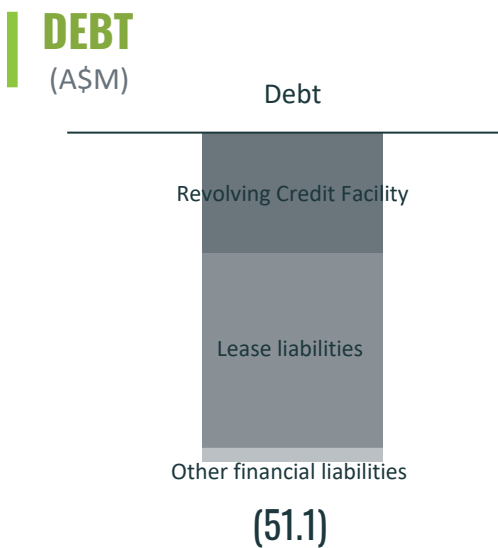 DEBT
(A$M)
Debt
Revolving Credit Facility
Lease liabilities
Other financial liabilities
(51.1)